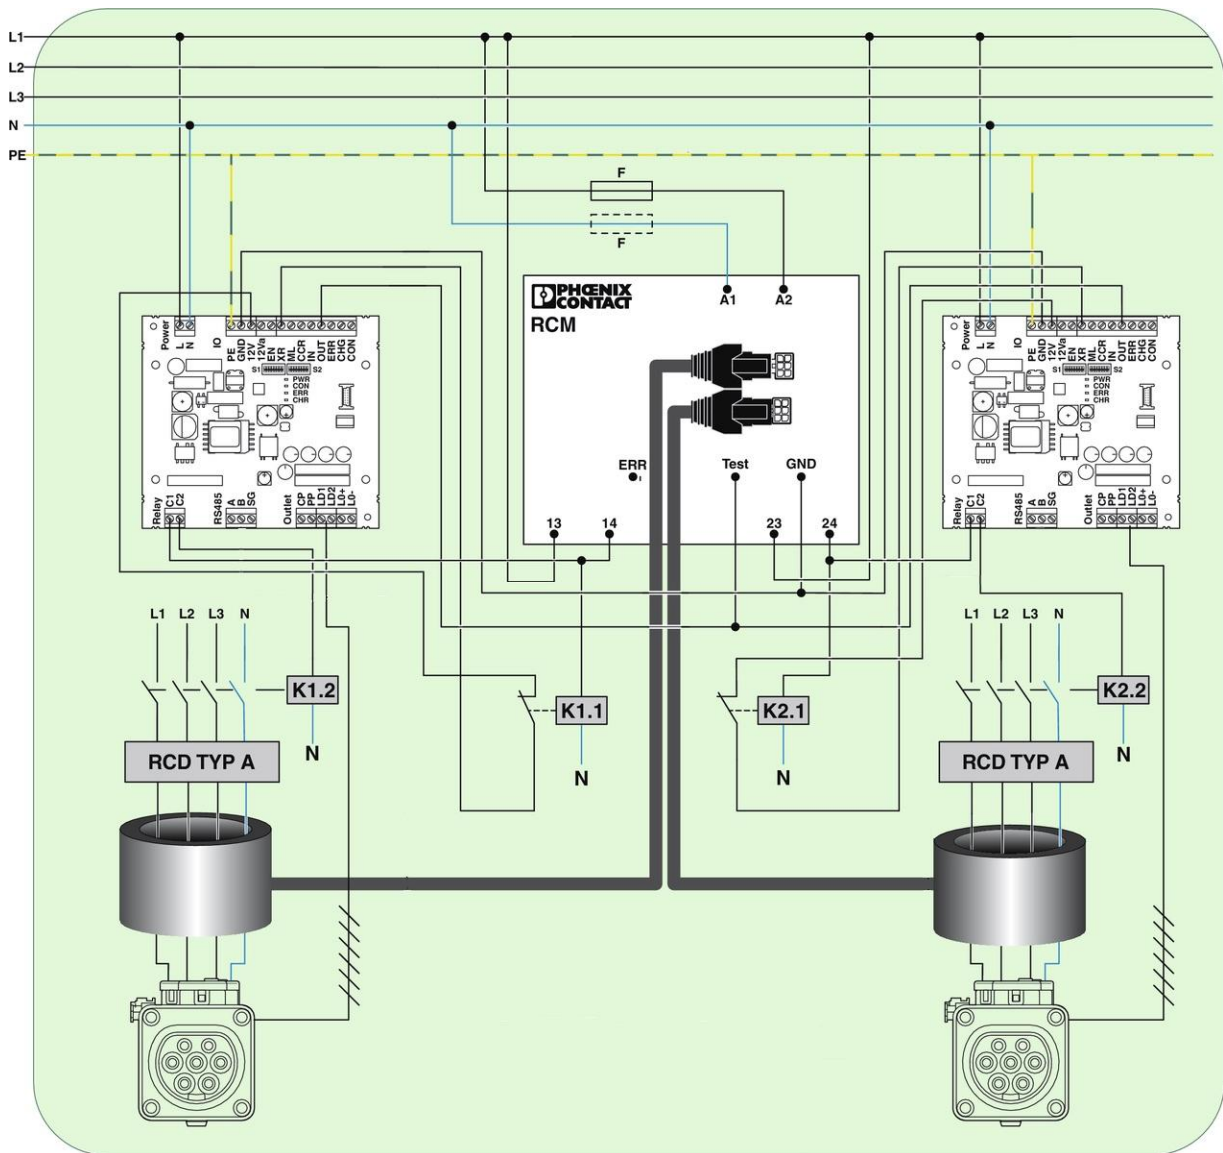 L1
L2
L3
N
PE
F
F
PHŒNIX
CONTACT
RCM
A1 A2
Power
L
N
IO
PE
GND
12V
12Va
EN
XR
ML
CCR
IN
OUT
ERR
CHG
CON
S1 S2
PWR
CON
ERR
CHR
Relay
C1
C2
RS485
A
B
SG
Outlet
CP
PP
LD1
LD2
L0+
L0-
ERR Test GND
13 14 23 24
Power
L
N
IO
PE
GND
12V
12Va
EN
XR
ML
CCR
IN
OUT
ERR
CHG
CON
S1 S2
PWR
CON
ERR
CHR
Relay
C1
C2
RS485
A
B
SG
Outlet
CP
PP
LD1
LD2
L0+
L0-
L1 L2 L3 N
K1.2
N
RCD TYP A
K1.1
N
K2.1
N
L1 L2 L3 N
K2.2
N
RCD TYP A